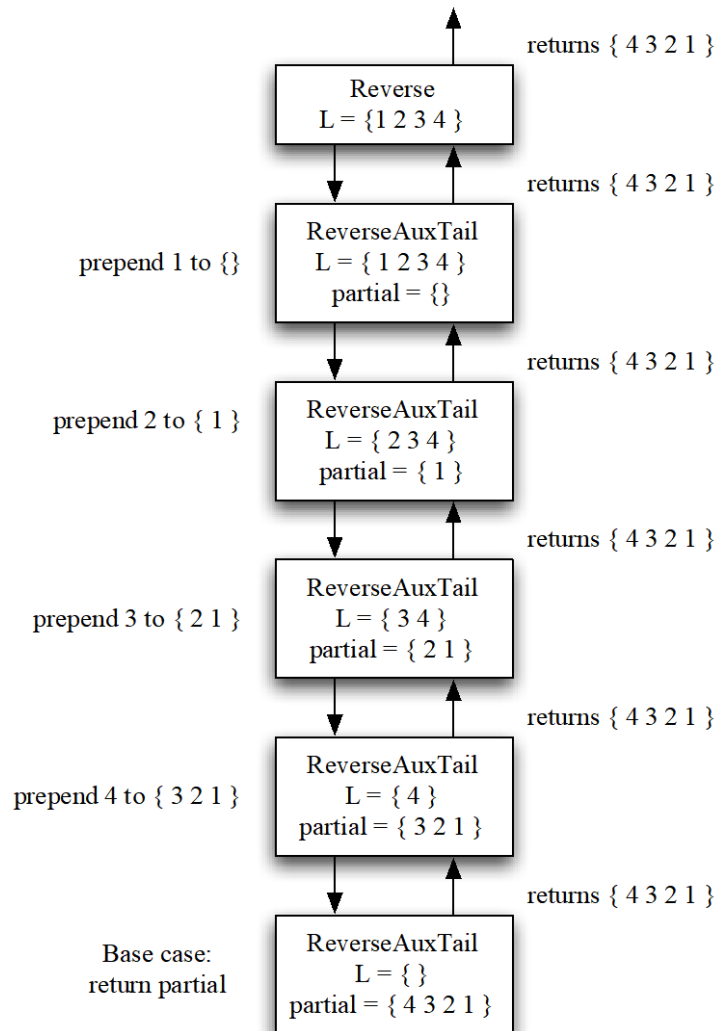 returns { 4 3 2 1 }
Reverse
L = {1 2 3 4 }
returns { 4 3 2 1 }
prepend 1 to {}
ReverseAuxTail
L = { 1 2 3 4 }
partial = {}
returns { 4 3 2 1 }
prepend 2 to { 1 }
ReverseAuxTail
L = { 2 3 4 }
partial = { 1 }
returns { 4 3 2 1 }
prepend 3 to { 2 1 }
ReverseAuxTail
L = { 3 4 }
partial = { 2 1 }
returns { 4 3 2 1 }
prepend 4 to { 3 2 1 }
ReverseAuxTail
L = { 4 }
partial = { 3 2 1 }
returns { 4 3 2 1 }
Base case:
return partial
ReverseAuxTail
L = { }
partial = { 4 3 2 1 }